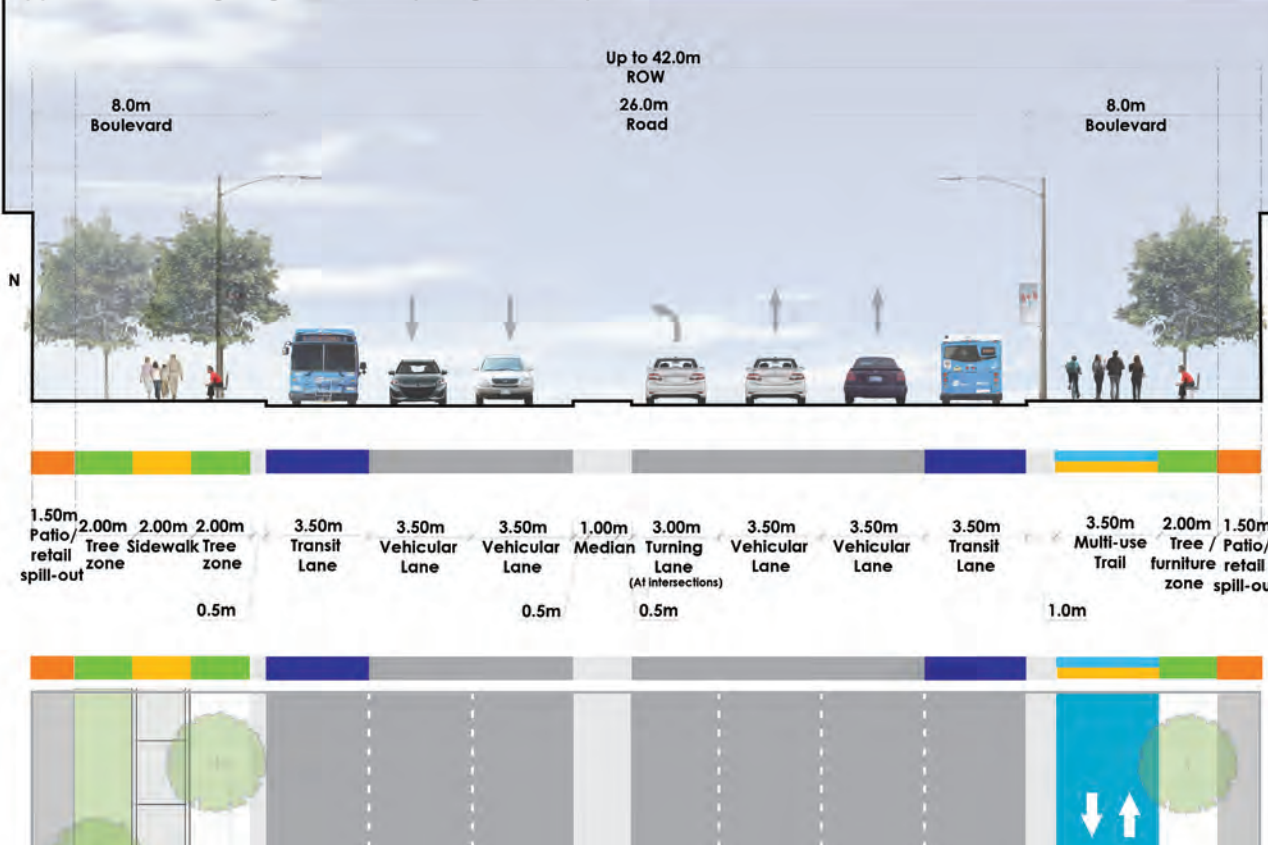 Up to 42.0m
ROW
8.0m
Boulevard
26.0m
Road
8.0m
Boulevard
N
1.50m
Patio/
retail
spill-out
2.00m
Tree
zone
2.00m
Sidewalk
2.00m
Tree
zone
3.50m
Transit
Lane
3.50m
Vehicular
Lane
3.50m
Vehicular
Lane
1.00m
Median
3.00m
Turning
Lane
(At intersections)
3.50m
Vehicular
Lane
3.50m
Vehicular
Lane
3.50m
Transit
Lane
3.50m
Multi-use
Trail
2.00m
Tree /
furniture
zone
1.50m
Patio/
retail
spill-ou
0.5m
0.5m
0.5m
1.0m